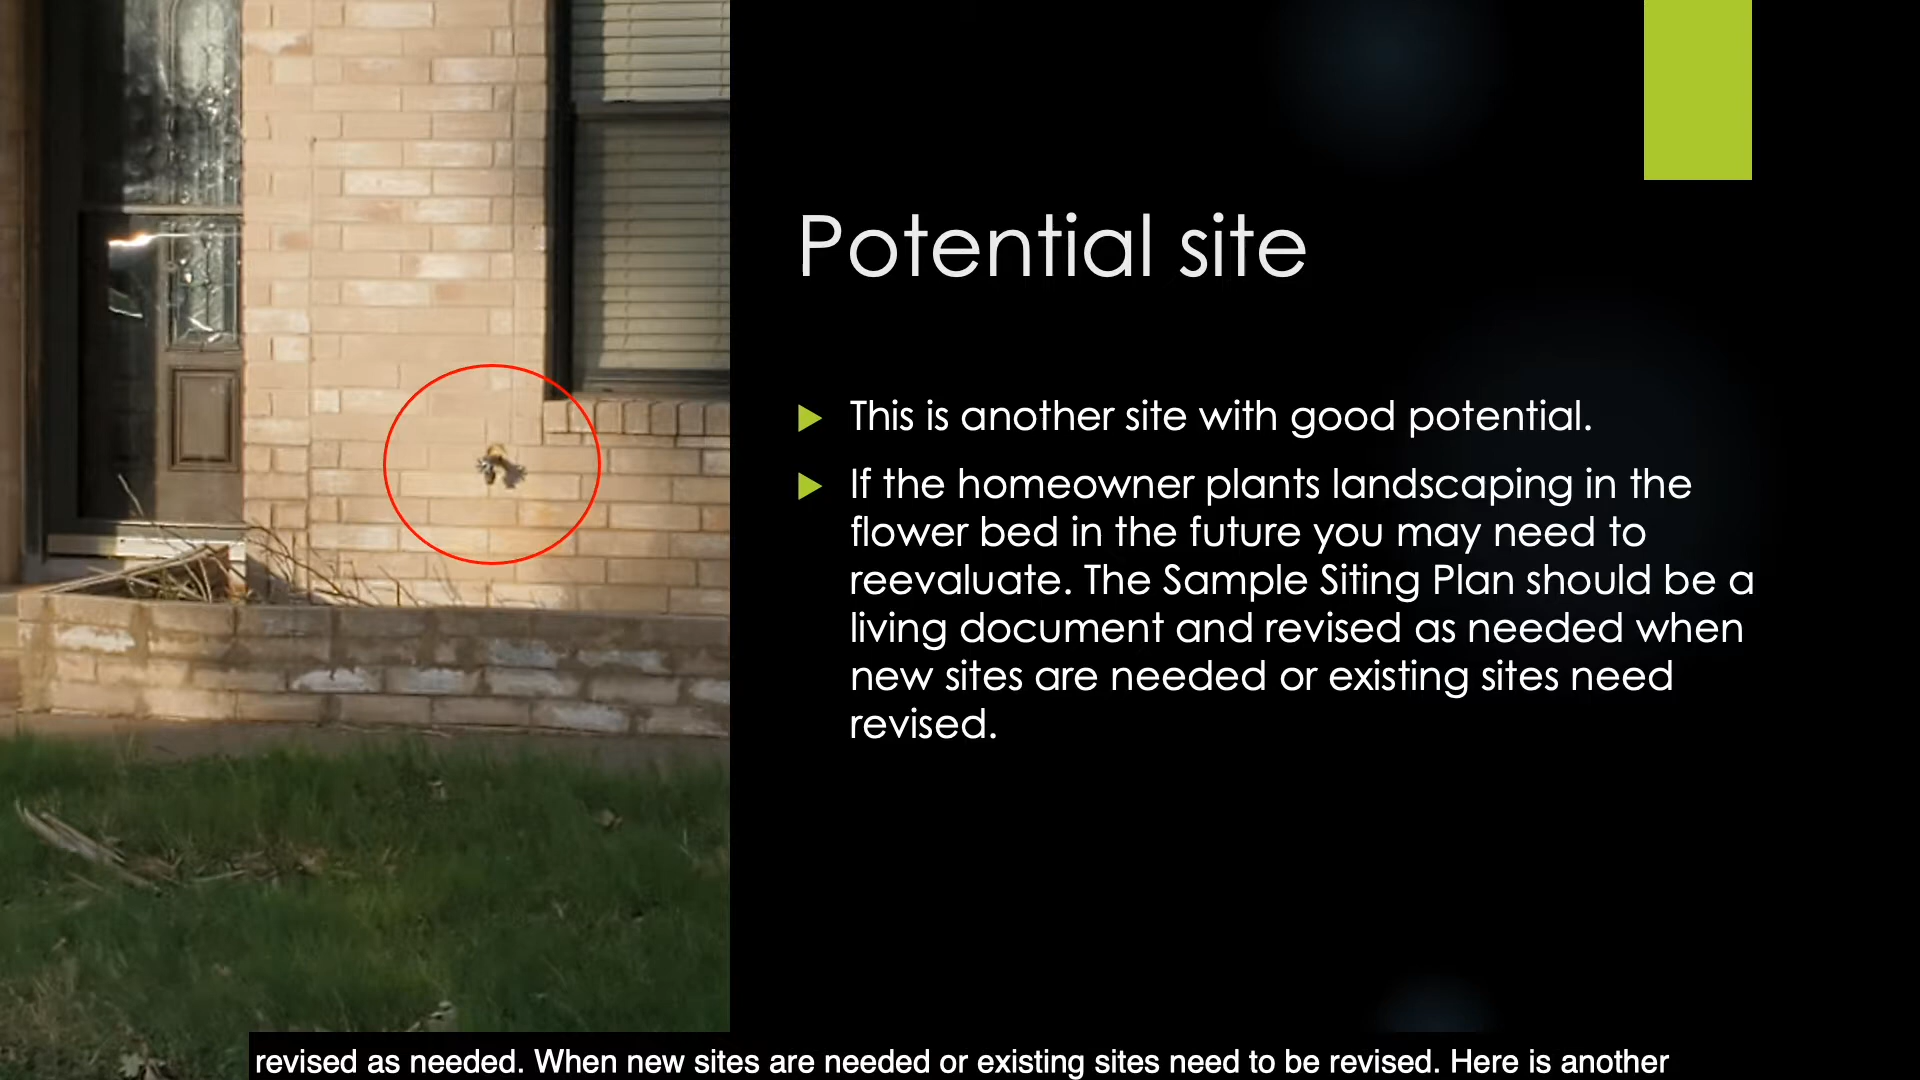 Potential site
This is another site with good potential.
If the homeowner plants landscaping in the
flower bed in the future you may need to
reevaluate. The Sample Siting Plan should be a
living document and revised as needed when
new sites are needed or existing sites need
revised.
revised as needed. When new sites are needed or existing sites need to be revised. Here is another